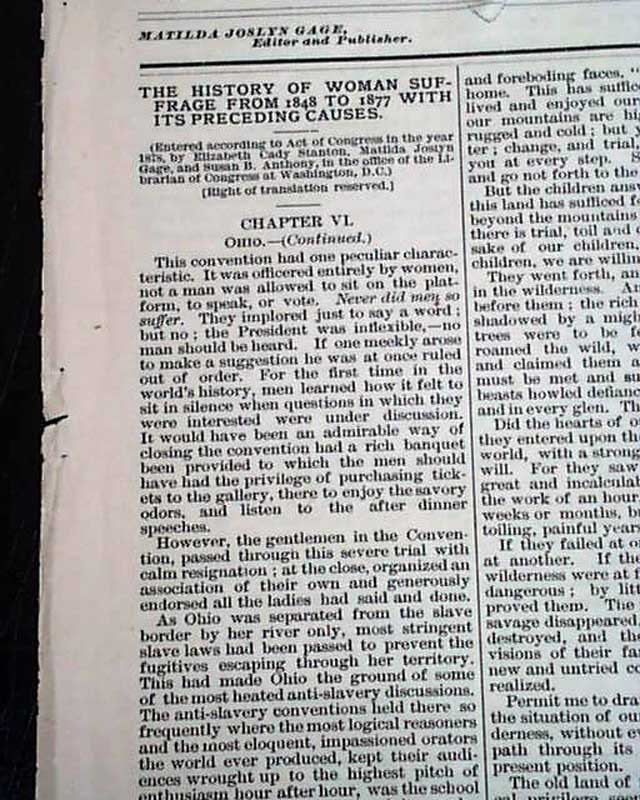 MATILDA JOSLYN GAGE,
Editor and Publisher.
THE HISTORY OF WOMAN SUF-
FRAGE FROM 1848 TO 1877 WITH
ITS PRECEDING CAUSES.
(Entered according to Act of Congress in the year
1878, by Elizabeth Cady Stanton, Matilda Joslyn
Gage, and Susan B. Anthony, in the office of the Li-
brarian of Congress at Washington, D.C.)
[Right of translation reserved.]
CHAPTER VI.
OHIO.—(Continued.)
This convention had one peculiar charac-
teristic. It was officered entirely by women,
not a man was allowed to sit on the plat-
form, to speak, or vote. Never did men so
suffer. They implored just to say a word;
but no; the President was inflexible,—no
man should be heard. If one meekly arose
to make a suggestion he was at once ruled
out of order. For the first time in the
world's history, men learned how it felt to
sit in silence when questions in which they
were interested were under discussion.
It would have been an admirable way of
closing the convention had a rich banquet
been provided to which the men should
have had the privilege of purchasing tick-
ets to the gallery, there to enjoy the savory
odors, and listen to the after dinner
speeches.
However, the gentlemen in the Conven-
tion, passed through this severe trial with
calm resignation; at the close, organized an
association of their own and generously
endorsed all the ladies had said and done.
As Ohio was separated from the slave
border by her river only, most stringent
slave laws had been passed to prevent the
fugitives escaping through her territory.
This had made Ohio the ground of some
of the most heated anti-slavery discussions.
The anti-slavery conventions held there so
frequently where the most logical reasoners
and the most eloquent, impassioned orators
the world ever produced, kept their audi-
ences wrought up to the highest pitch of
enthusiasm hour after hour, was the school
and foreboding faces.
home. This has suffice
lived and enjoyed our
our mountains are hi
rugged and cold; but
ter; change, and trial,
you at every step.
and go not forth to the
But the children answ
this land has sufficed f
beyond the mountains
there is trial, toil and
sake of our children,
children, we are willin
They went forth, an
in the wilderness. An
before them; the rich
shadowed by a migh
trees were to be f
roamed the wild, w
and claimed them a
must be met and su
beasts howled defiance
and in every glen. Th
Did the hearts of o
they entered upon th
world, with a strong
will. For they saw
great and incalculab
the work of an hour,
weeks or months, bu
toiling, painful years
If they failed at o
at another. If the
wilderness were at f
dangerous; by litt
proved them. The
savage disappeared.
destroyed, and the
visions of their fa
new and untried co
realized.
Permit me to dra
the situation of ou
derness, without e
path through its
present position.
The old land of